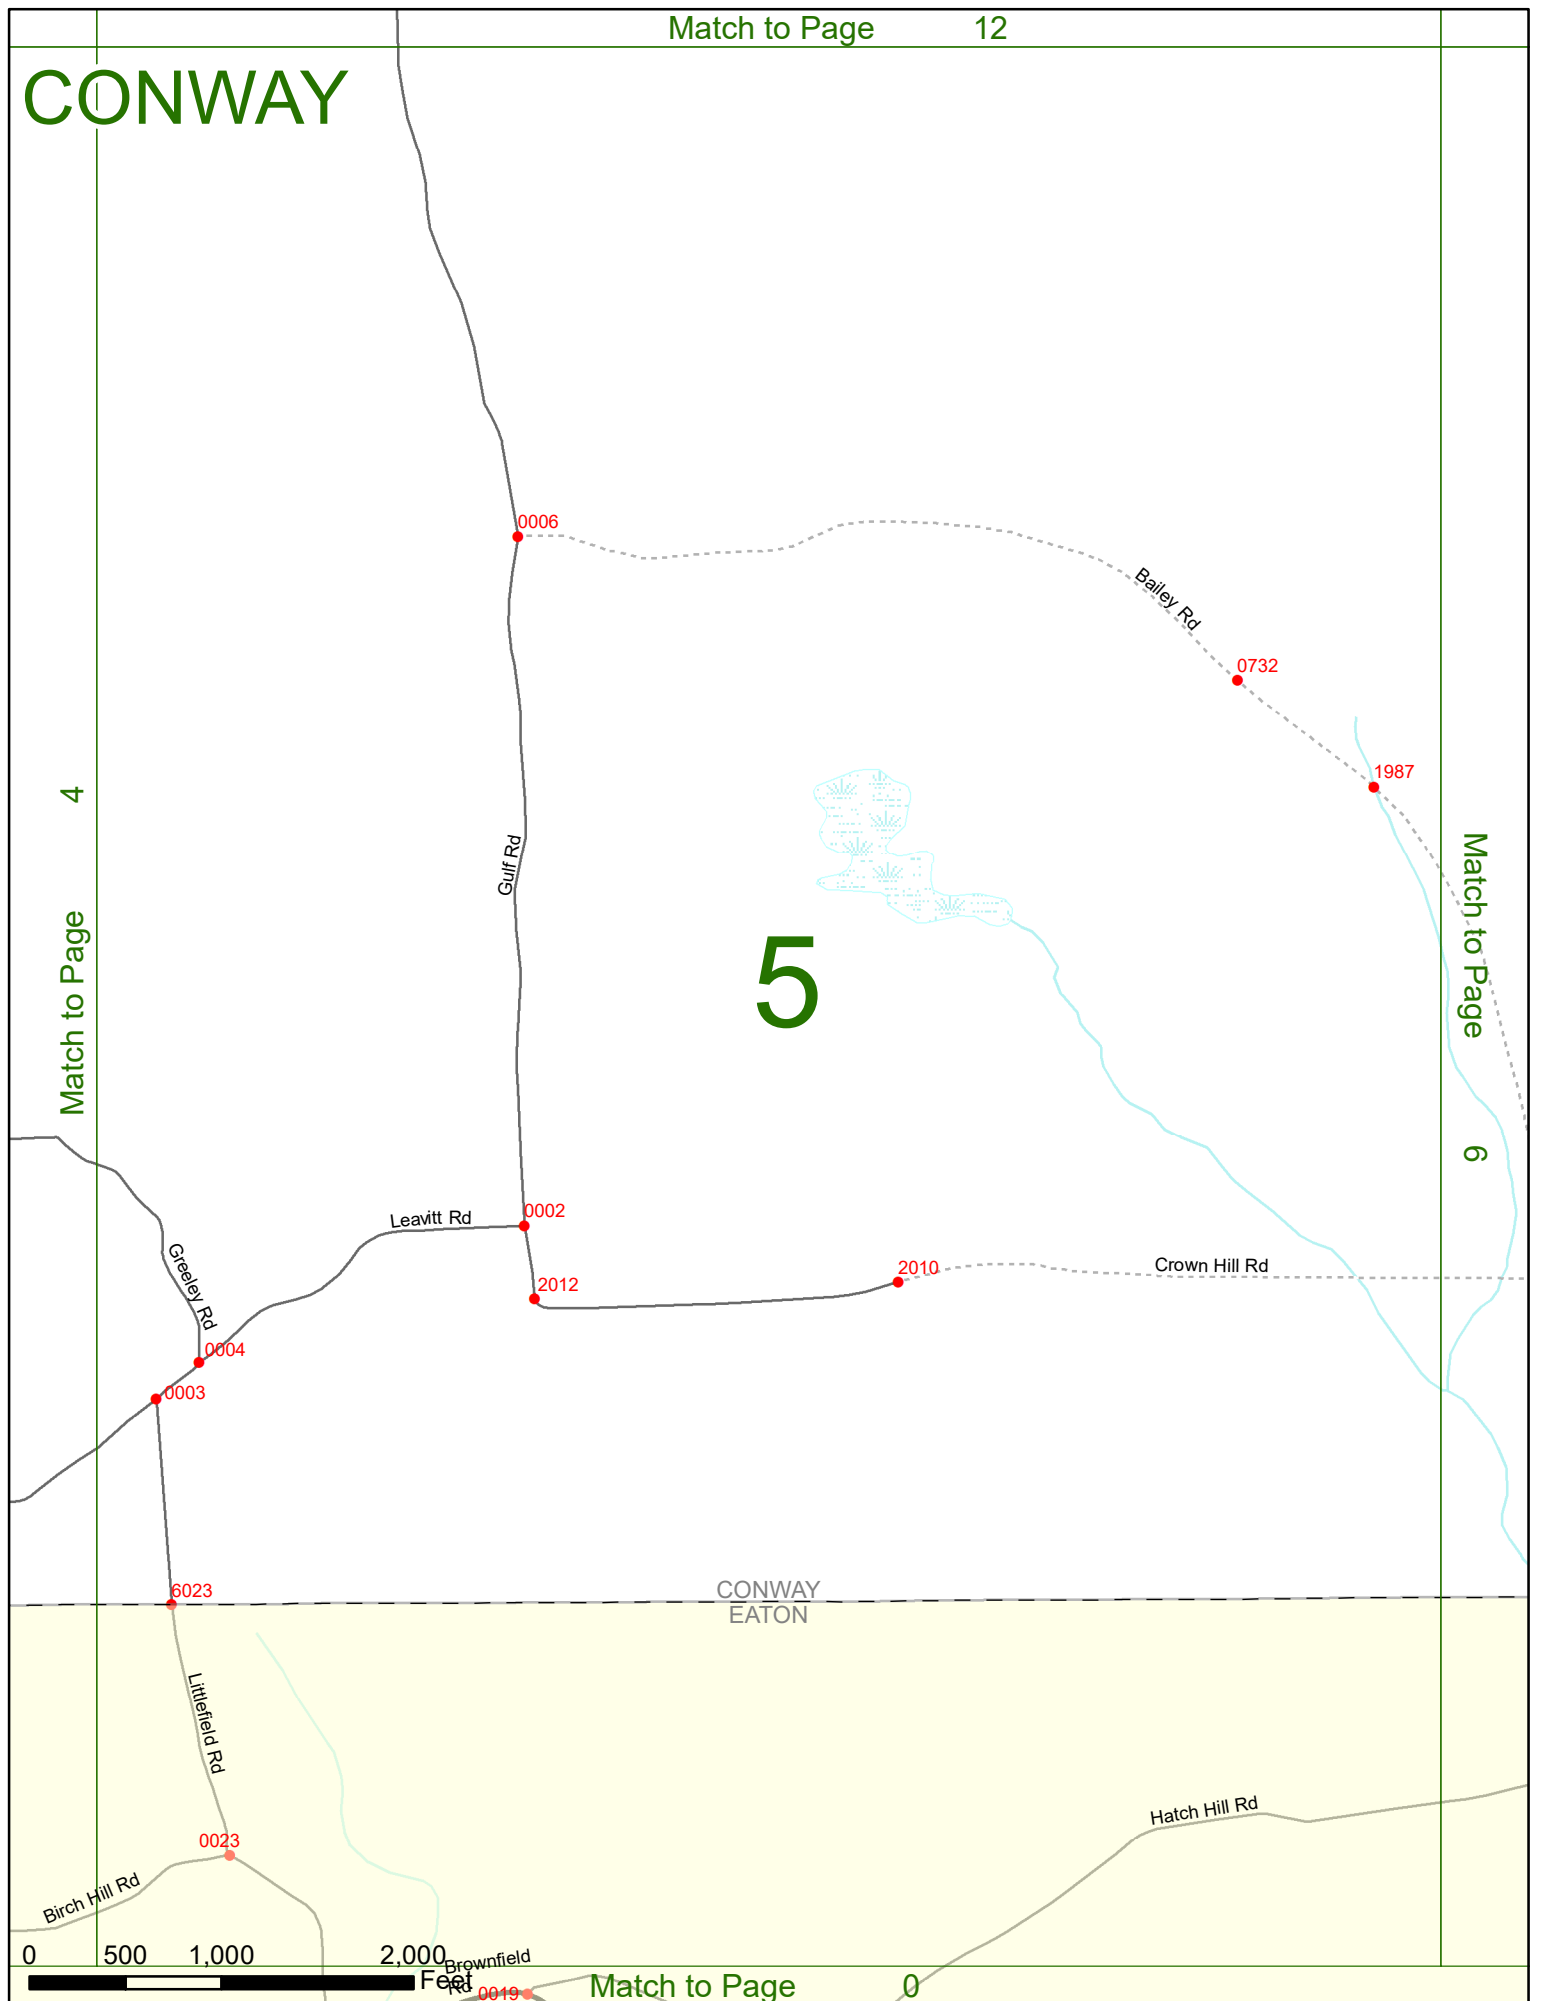 Match to Page 12
CONWAY
0006
Bailey Rd
0732
1987
Match to Page 4
Gulf Rd
5
Match to Page 6
0002
Leavitt Rd
Greeley Rd
2012
2010
Crown Hill Rd
0004
0003
6023
CONWAY
EATON
Littlefield Rd
Hatch Hill Rd
0023
Birch Hill Rd
0 500 1,000 2,000
Feet
Brownfield
Rd
0019
Match to Page 0